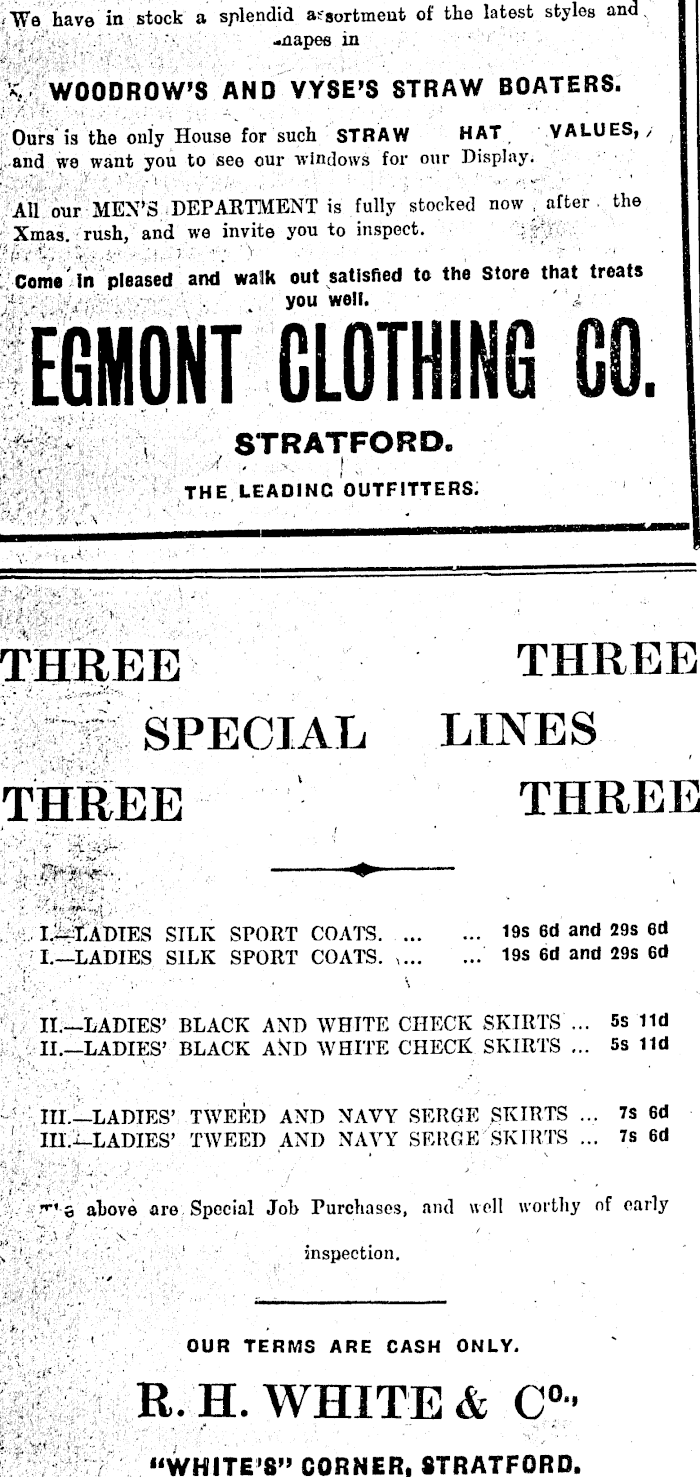 We have in stock a splendid assortment of the latest styles and
shapes in
WOODROW'S AND VYSE'S STRAW BOATERS.
Ours is the only House for such STRAW HAT VALUES,
and we want you to see our windows for our Display.
All our MEN'S DEPARTMENT is fully stocked now after the
Xmas. rush, and we invite you to inspect.
Come in pleased and walk out satisfied to the Store that treats
you well.
EGMONT CLOTHING CO.
STRATFORD.
THE LEADING OUTFITTERS.
THREE THREE
SPECIAL LINES
THREE THREE
I.—LADIES SILK SPORT COATS. ... ... 19s 6d and 29s 6d
I.—LADIES SILK SPORT COATS. ... ... 19s 6d and 29s 6d
II.—LADIES' BLACK AND WHITE CHECK SKIRTS ... 5s 11d
II.—LADIES' BLACK AND WHITE CHECK SKIRTS ... 5s 11d
III.—LADIES' TWEED AND NAVY SERGE SKIRTS ... 7s 6d
III.—LADIES' TWEED AND NAVY SERGE SKIRTS ... 7s 6d
The above are Special Job Purchases, and well worthy of early
inspection.
OUR TERMS ARE CASH ONLY.
R. H. WHITE & Co.,
"WHITE'S" CORNER, STRATFORD.